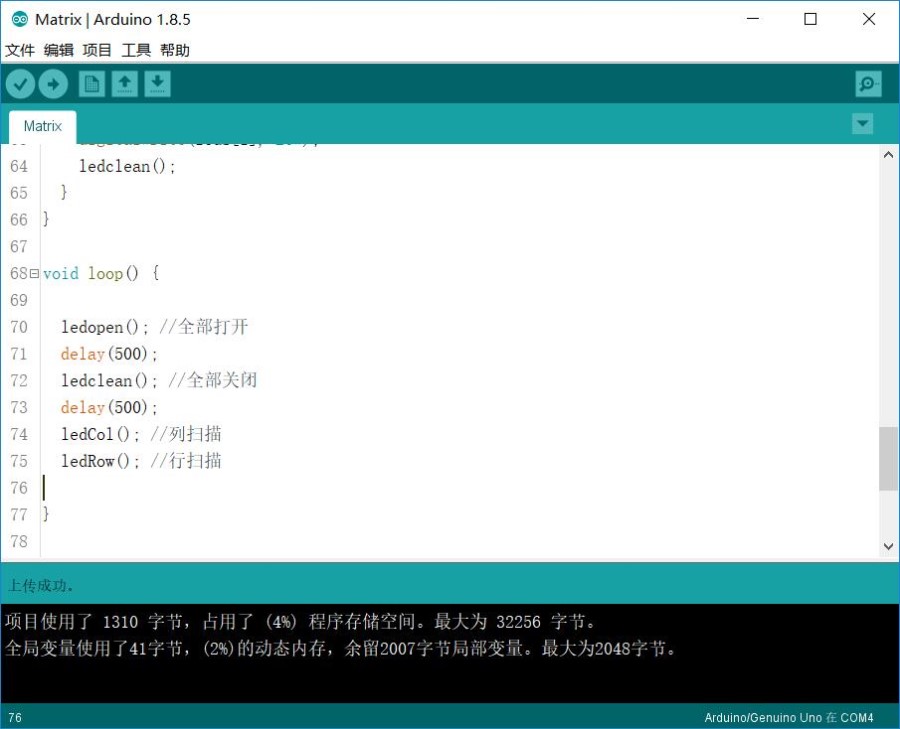 Matrix | Arduino 1.8.5
文件 编辑 项目 工具 帮助
Matrix
64 ledclean();
65 }
66 }
67
68 void loop() {
69
70 ledopen(); //全部打开
71 delay(500);
72 ledclean(); //全部关闭
73 delay(500);
74 ledCol(); //列扫描
75 ledRow(); //行扫描
76
77 }
78
上传成功。
项目使用了 1310 字节，占用了 (4%) 程序存储空间。最大为 32256 字节。
全局变量使用了41字节，(2%)的动态内存，余留2007字节局部变量。最大为2048字节。
76 Arduino/Genuino Uno 在 COM4